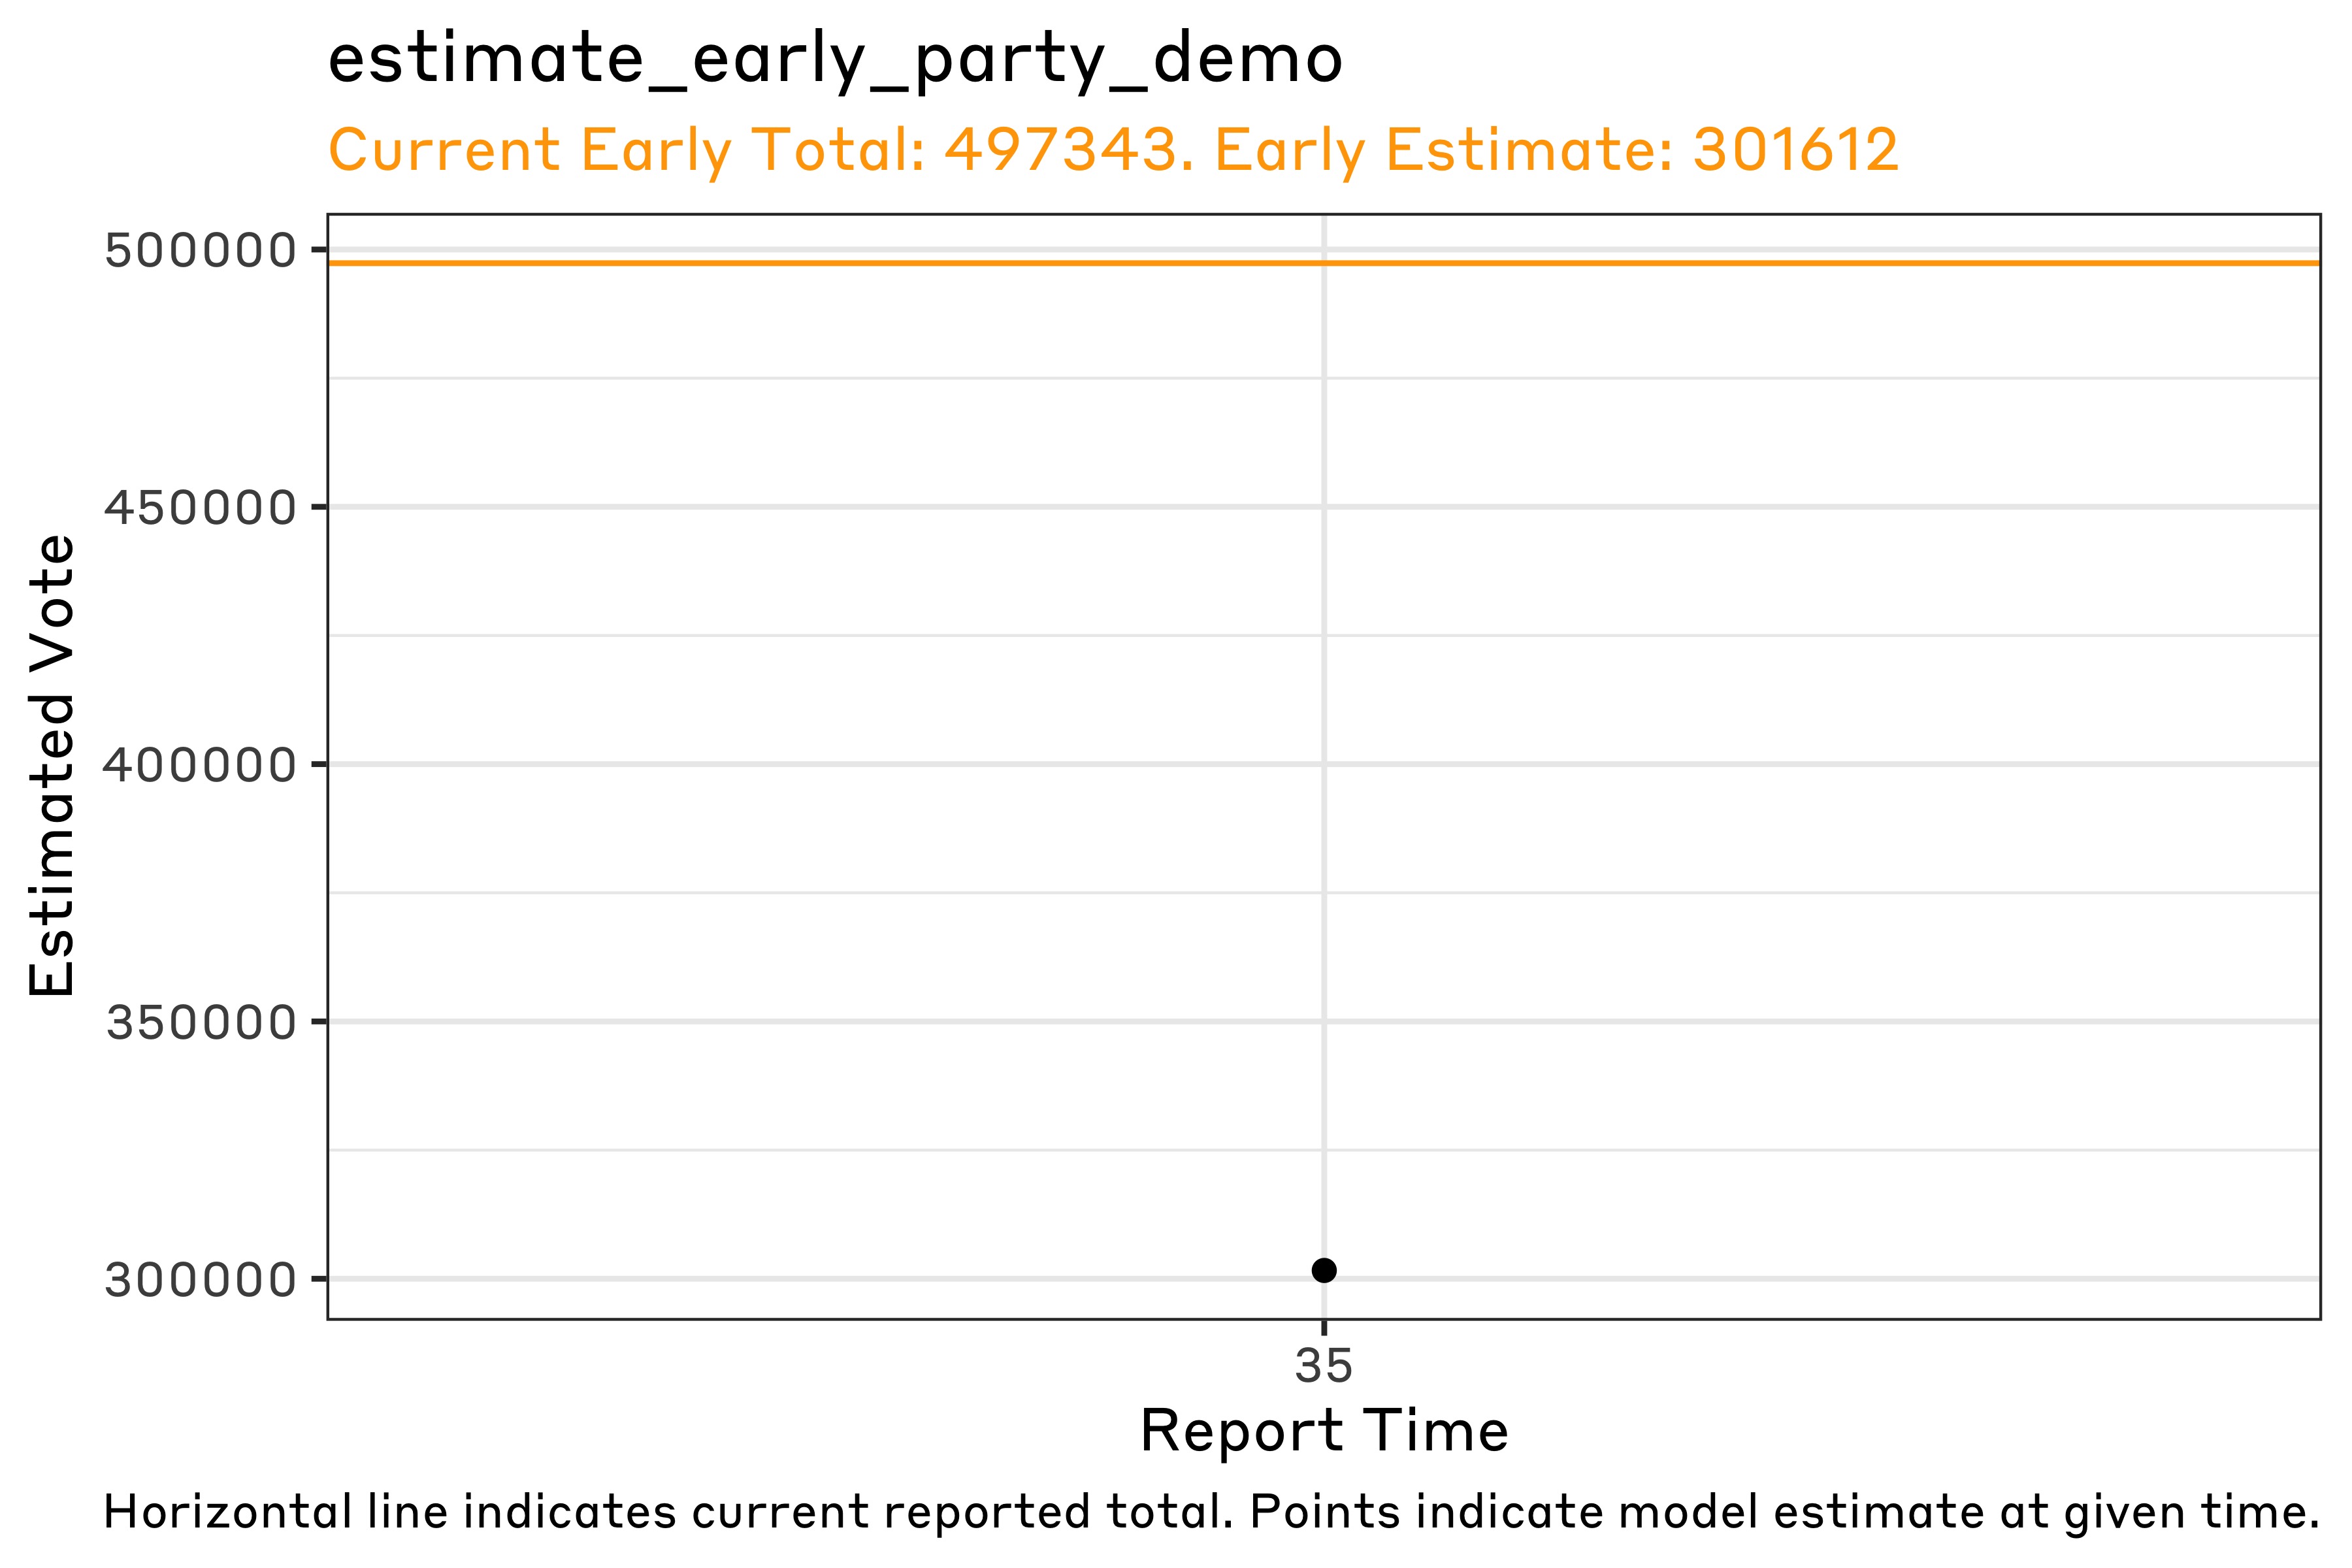 estimate_early_party_demo
Current Early Total: 497343. Early Estimate: 301612
Estimated Vote
500000
450000
400000
350000
300000
35
Report Time
Horizontal line indicates current reported total. Points indicate model estimate at given time.